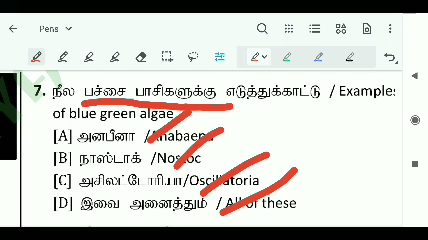 Pens
7. நீல பச்சை பாசிகளுக்கு எடுத்துக்காட்டு / Examples
of blue green algae
[A] அனபீனா / Anabaena
[B] நாஸ்டாக் / Nostoc
[C] அசிலட்டோரியா/Oscillatoria
[D] இவை அனைத்தும் / All of these